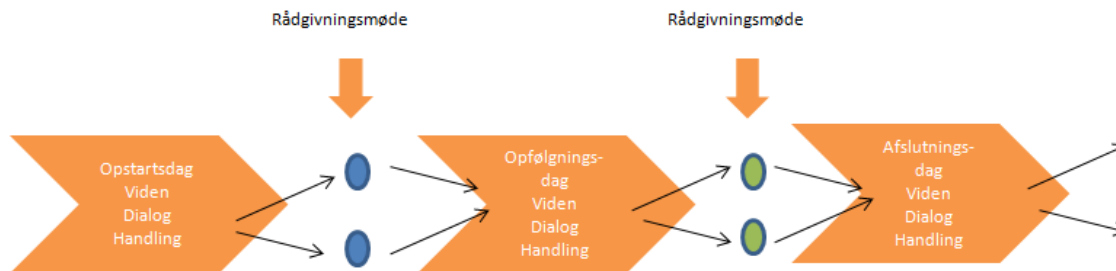 Rådgivningsmøde
Rådgivningsmøde
Opstartsdag
Viden
Dialog
Handling
Opfølgnings-
dag
Viden
Dialog
Handling
Afslutnings-
dag
Viden
Dialog
Handling